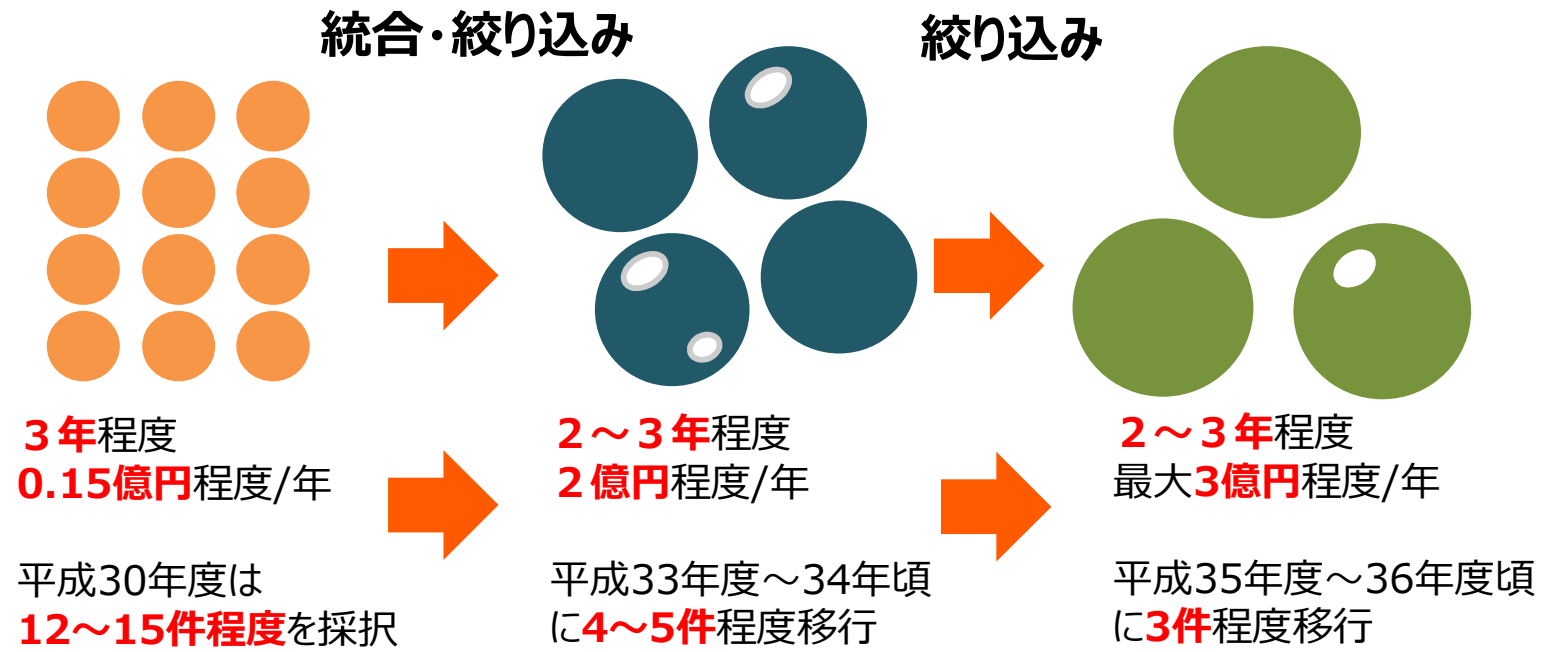 統合・絞り込み
絞り込み
３年程度
0.15億円程度/年
平成30年度は
12～15件程度を採択
２～３年程度
２億円程度/年
平成33年度～34年頃
に4～5件程度移行
２～３年程度
最大3億円程度/年
平成35年度～36年度頃
に3件程度移行